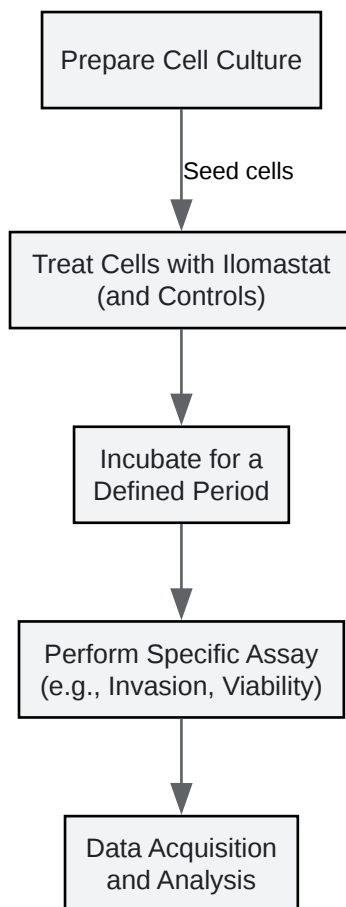 Prepare Cell Culture
Seed cells
Treat Cells with Ilomastat
(and Controls)
Incubate for a
Defined Period
Perform Specific Assay
(e.g., Invasion, Viability)
Data Acquisition
and Analysis